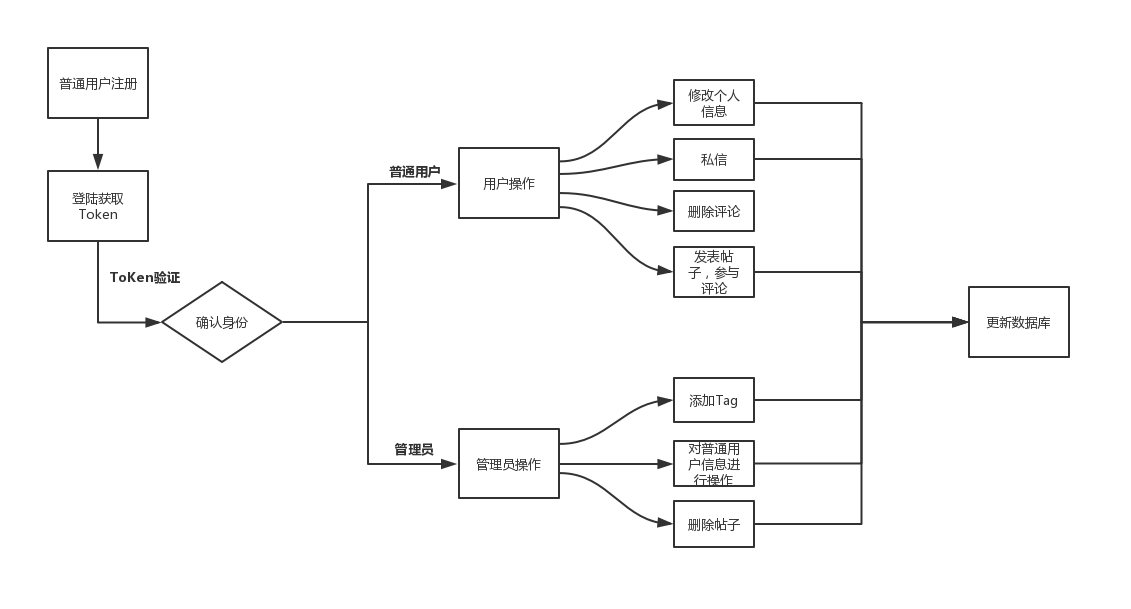 普通用户注册
登陆获取
Token
ToKen验证
确认身份
普通用户
用户操作
修改个人
信息
私信
删除评论
发表帖
子，参与
评论
管理员
管理员操作
添加Tag
对普通用
户信息进
行操作
删除帖子
更新数据库